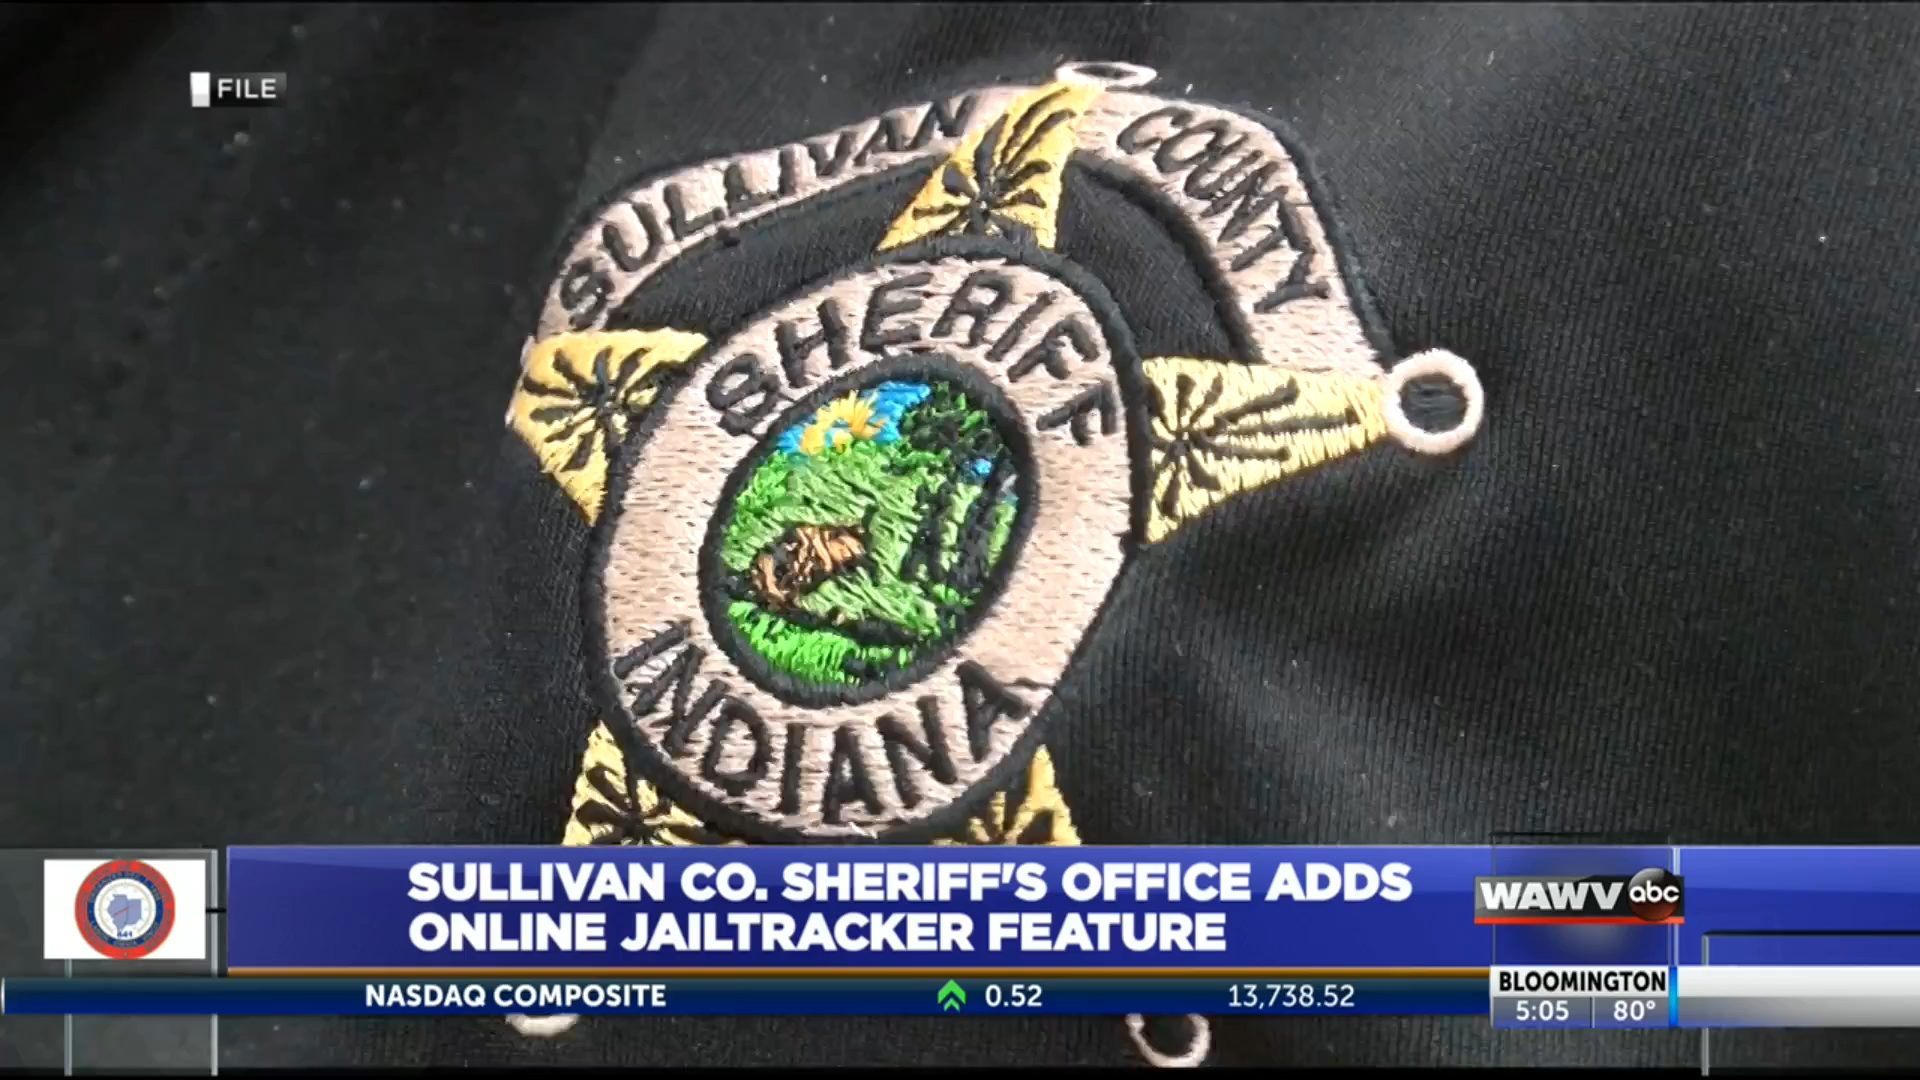 FILE
SULLIVAN COUNTY
SHERIFF
INDIANA
SULLIVAN CO. SHERIFF'S OFFICE ADDS
ONLINE JAILTRACKER FEATURE
WAWV abc
NASDAQ COMPOSITE 0.52 13,738.52
BLOOMINGTON
5:05 80°
641